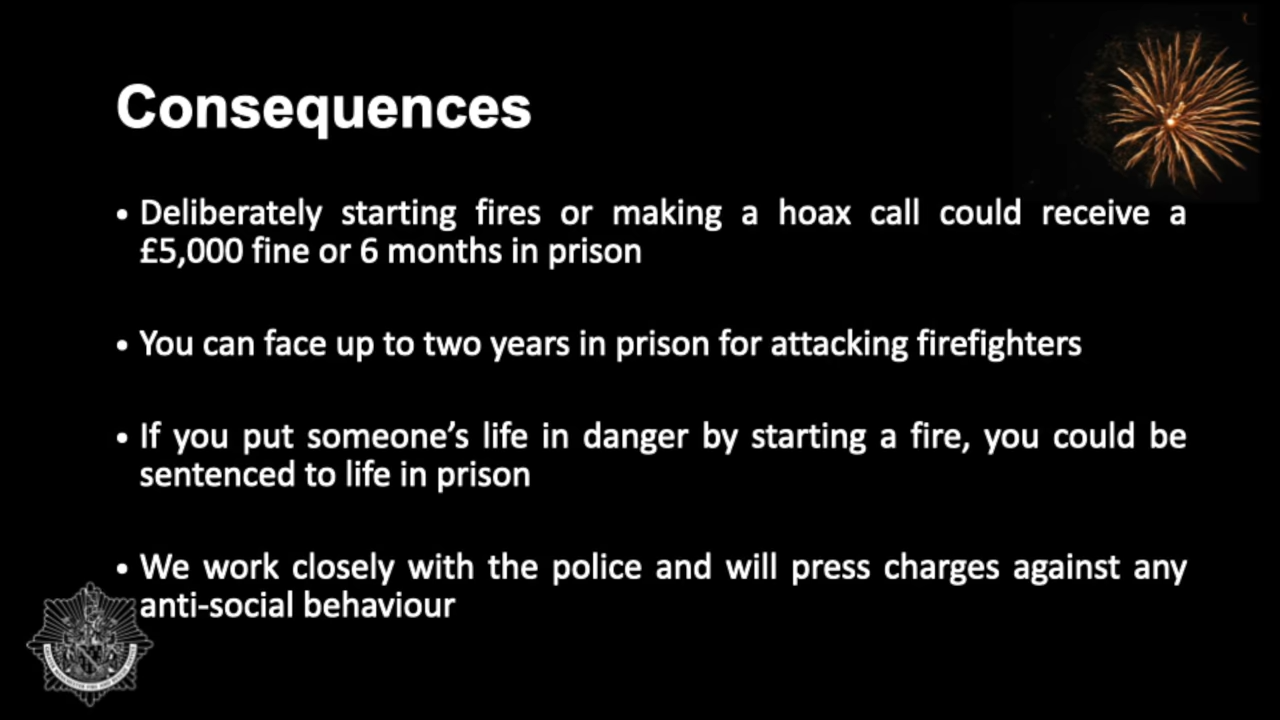 Consequences
• Deliberately starting fires or making a hoax call could receive a
£5,000 fine or 6 months in prison
• You can face up to two years in prison for attacking firefighters
• If you put someone’s life in danger by starting a fire, you could be
sentenced to life in prison
• We work closely with the police and will press charges against any
anti-social behaviour